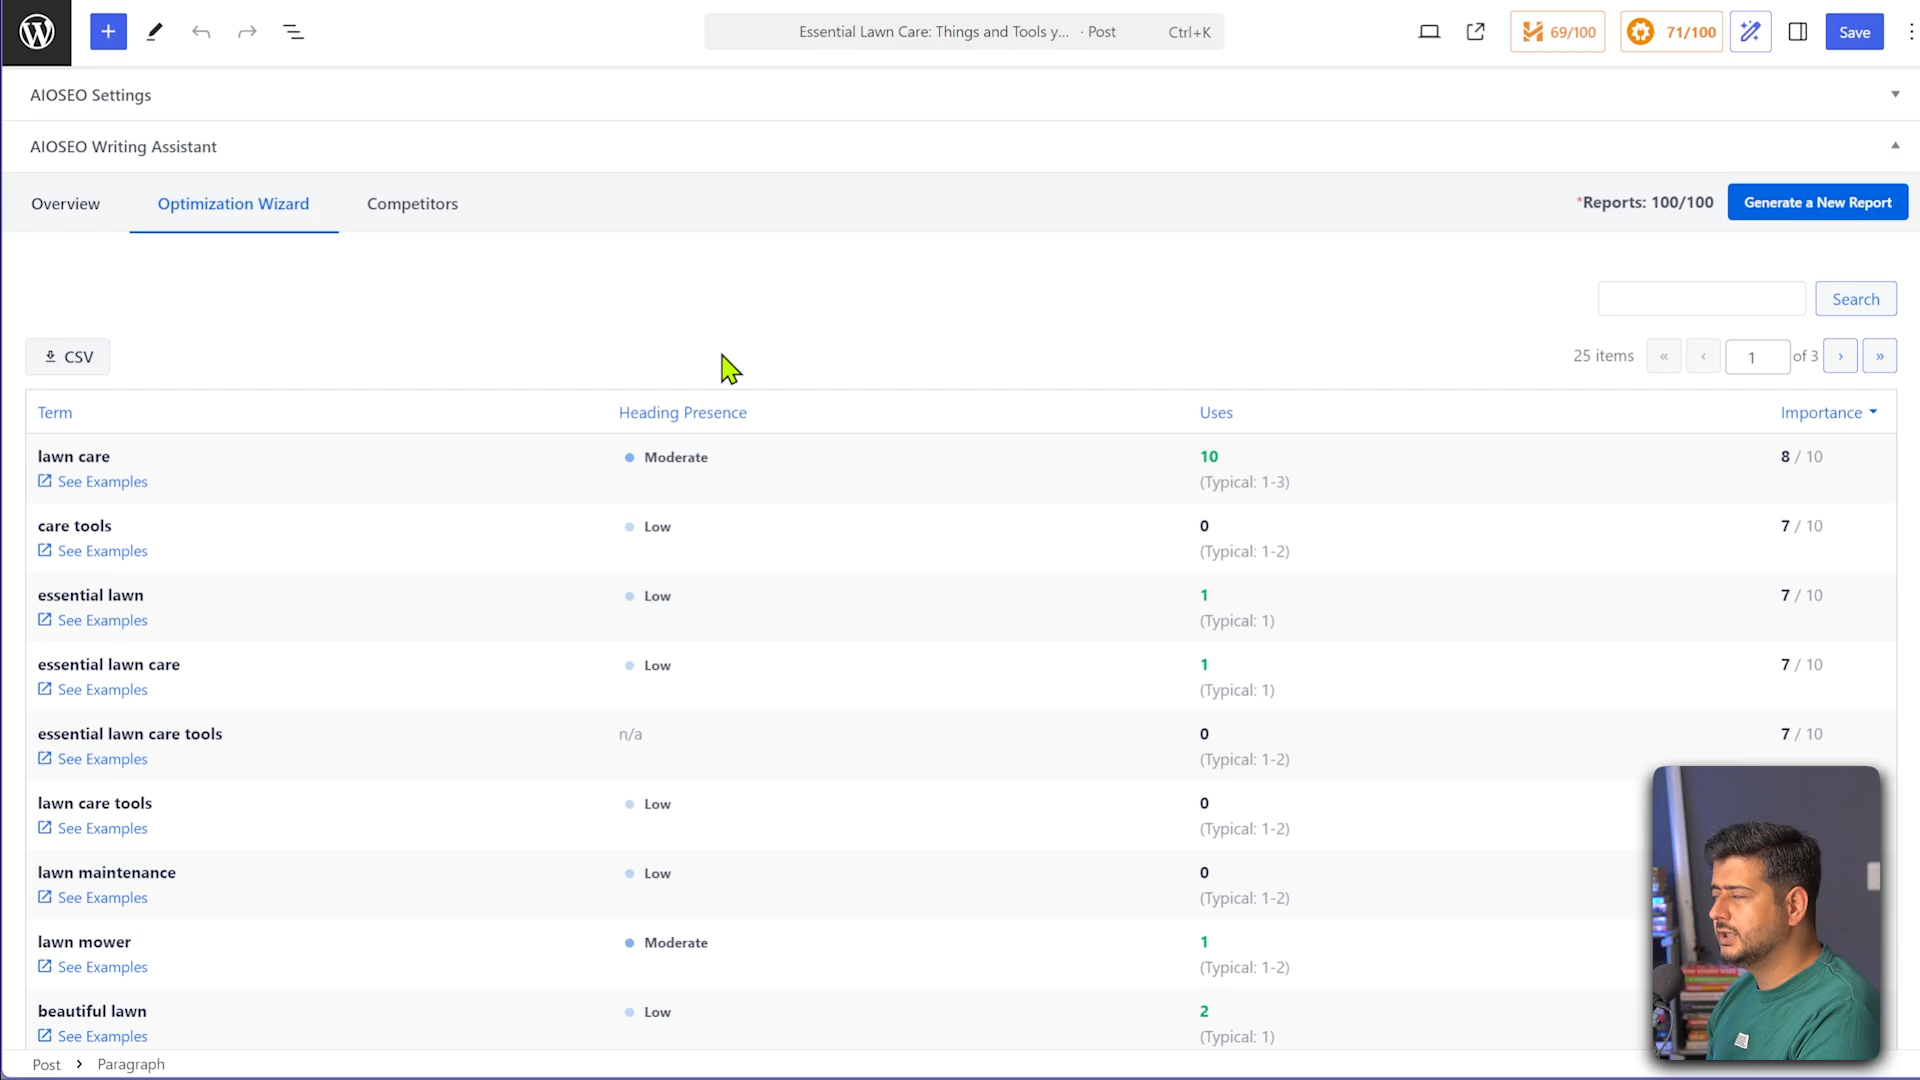 Essential Lawn Care: Things and Tools y... · Post Ctrl+K
69/100
71/100
Save
AIOSEO Settings
AIOSEO Writing Assistant
Overview
Optimization Wizard
Competitors
*Reports: 100/100
Generate a New Report
Search
CSV
25 items « ‹ 1 of 3 › »
Term Heading Presence Uses Importance
lawn care Moderate 10 8 / 10
See Examples (Typical: 1-3)
care tools Low 0 7 / 10
See Examples (Typical: 1-2)
essential lawn Low 1 7 / 10
See Examples (Typical: 1)
essential lawn care Low 1 7 / 10
See Examples (Typical: 1)
essential lawn care tools n/a 0 7 / 10
See Examples (Typical: 1-2)
lawn care tools Low 0
See Examples (Typical: 1-2)
lawn maintenance Low 0
See Examples (Typical: 1-2)
lawn mower Moderate 1
See Examples (Typical: 1-2)
beautiful lawn Low 2
See Examples (Typical: 1)
Post › Paragraph